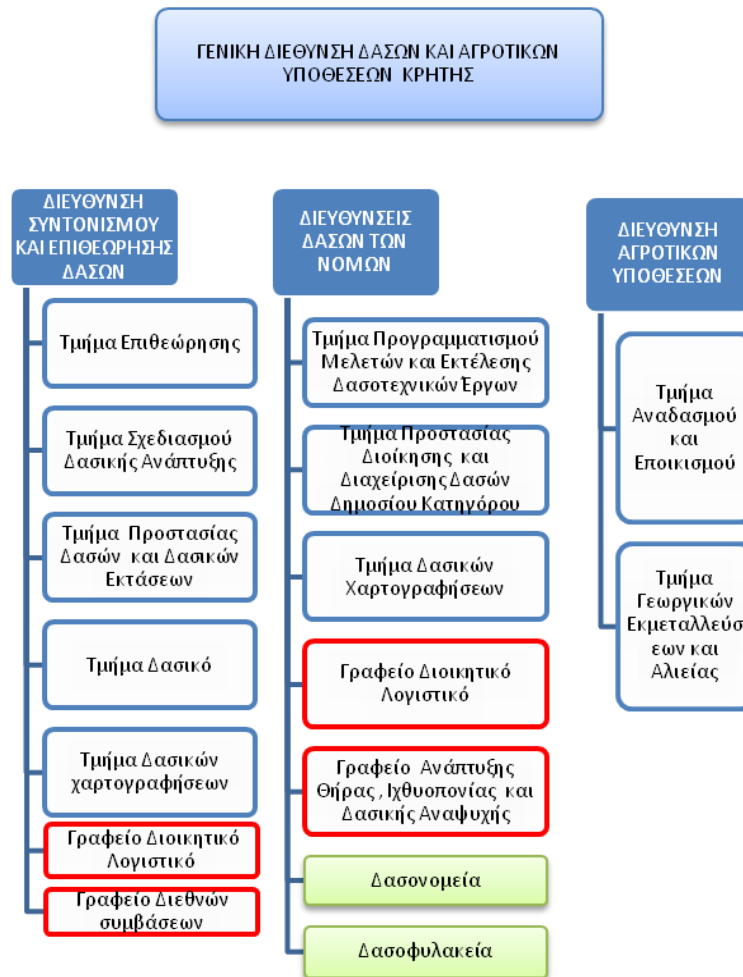 ΓΕΝΙΚΗ ΔΙΕΘΥΝΣΗ ΔΑΣΩΝ ΚΑΙ ΑΓΡΟΤΙΚΩΝ
ΥΠΟΘΕΣΕΩΝ ΚΡΗΤΗΣ
ΔΙΕΥΘΥΝΣΗ
ΣΥΝΤΟΝΙΣΜΟΥ
ΚΑΙ ΕΠΙΘΕΩΡΗΣΗΣ
ΔΑΣΩΝ
Τμήμα Επιθεώρησης
Τμήμα Σχεδιασμού
Δασικής Ανάπτυξης
Τμήμα Προστασίας
Δασών και Δασικών
Εκτάσεων
Τμήμα Δασικό
Τμήμα Δασικών
χαρτογραφήσεων
Γραφείο Διοικητικό
Λογιστικό
Γραφείο Διεθνών
συμβάσεων
ΔΙΕΥΘΥΝΣΕΙΣ
ΔΑΣΩΝ ΤΩΝ
ΝΟΜΩΝ
Τμήμα Προγραμματισμού
Μελετών και Εκτέλεσης
Δασοτεχνικών Έργων
Τμήμα Προστασίας
Διοίκησης και
Διαχείρισης Δασών
Δημοσίου Κατηγόρου
Τμήμα Δασικών
Χαρτογραφήσεων
Γραφείο Διοικητικό
Λογιστικό
Γραφείο Ανάπτυξης
Θήρας , Ιχθυοπονίας και
Δασικής Αναψυχής
Δασονομεία
Δασοφυλακεία
ΔΙΕΥΘΥΝΣΗ
ΑΓΡΟΤΙΚΩΝ
ΥΠΟΘΕΣΕΩΝ
Τμήμα
Αναδασμού
και
Εποικισμού
Τμήμα
Γεωργικών
Εκμεταλλεύσ
εων και
Αλιείας